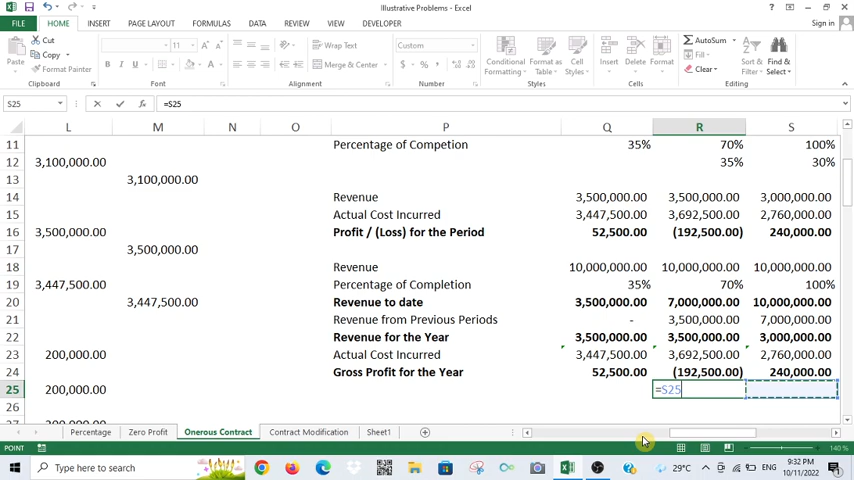 Illustrative Problems - Excel
FILE HOME INSERT PAGE LAYOUT FORMULAS DATA REVIEW VIEW DEVELOPER Sign in
Cut
Copy
Format Painter
Paste
Clipboard
11
Font
Wrap Text
Merge & Center
Alignment
Custom
Number
Conditional Formatting
Format as Table
Cell Styles
Styles
Insert Delete Format
Cells
AutoSum
Fill
Clear
Sort & Filter
Find & Select
Editing
S25 =S25
L M N O P Q R S
11 Percentage of Competion 35% 70% 100%
12 3,100,000.00 35% 30%
13 3,100,000.00
14 Revenue 3,500,000.00 3,500,000.00 3,000,000.00
15 Actual Cost Incurred 3,447,500.00 3,692,500.00 2,760,000.00
16 3,500,000.00 Profit / (Loss) for the Period 52,500.00 (192,500.00) 240,000.00
17 3,500,000.00
18 Revenue 10,000,000.00 10,000,000.00 10,000,000.00
19 3,447,500.00 Percentage of Completion 35% 70% 100%
20 3,447,500.00 Revenue to date 3,500,000.00 7,000,000.00 10,000,000.00
21 Revenue from Previous Periods - 3,500,000.00 7,000,000.00
22 Revenue for the Year 3,500,000.00 3,500,000.00 3,000,000.00
23 200,000.00 Actual Cost Incurred 3,447,500.00 3,692,500.00 2,760,000.00
24 Gross Profit for the Year 52,500.00 (192,500.00) 240,000.00
25 200,000.00 =S25
26
Percentage Zero Profit Onerous Contract Contract Modification Sheet1
POINT 140 %
Type here to search 29°C ENG 9:32 PM
10/11/2022